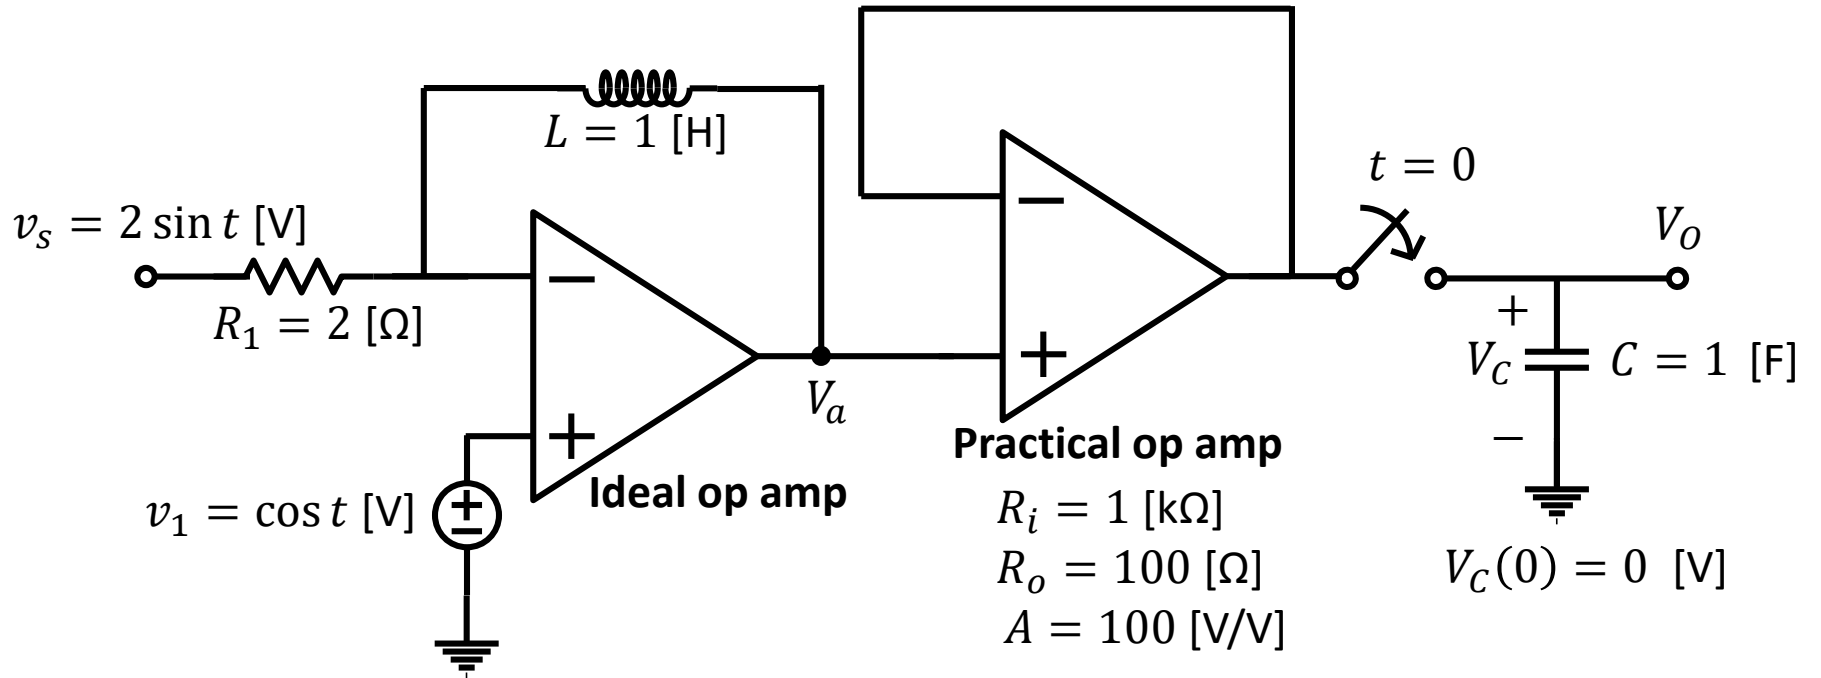 L = 1 [H]
t = 0
v_s = 2 sin t [V]
V_O
−
−
R_1 = 2 [Ω]
+
+
V_C
C = 1 [F]
V_a
+
Practical op amp
−
Ideal op amp
v_1 = cos t [V]
+
−
R_i = 1 [kΩ]
R_o = 100 [Ω]
V_C(0) = 0 [V]
A = 100 [V/V]